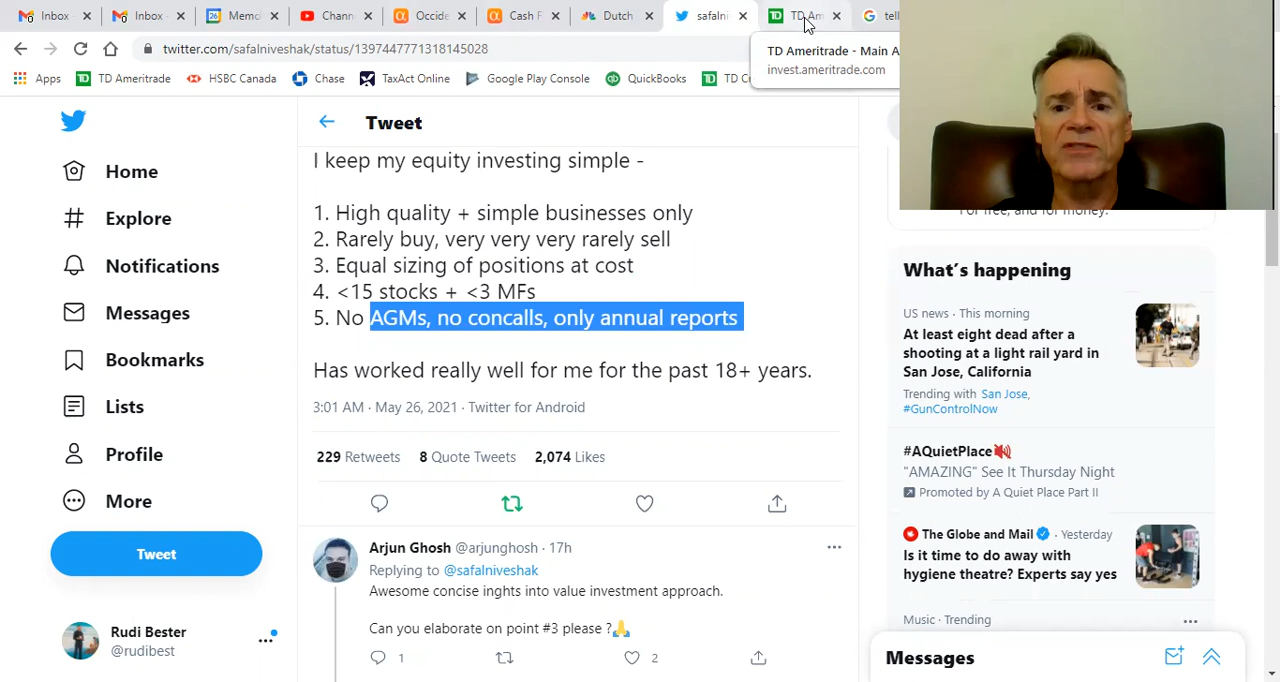 Inbox
Inbox
Memo
Chann
Occide
Cash F
Dutch
safalni
TD Am
tell
twitter.com/safalniveshak/status/1397447771318145028
TD Ameritrade - Main A
invest.ameritrade.com
Apps
TD Ameritrade
HSBC Canada
Chase
TaxAct Online
Google Play Console
QuickBooks
Home
Explore
Notifications
Messages
Bookmarks
Lists
Profile
More
Tweet
Rudi Bester
@rudibest
Tweet
I keep my equity investing simple -
1. High quality + simple businesses only
2. Rarely buy, very very very rarely sell
3. Equal sizing of positions at cost
4. <15 stocks + <3 MFs
5. No AGMs, no concalls, only annual reports
Has worked really well for me for the past 18+ years.
3:01 AM · May 26, 2021 · Twitter for Android
229 Retweets 8 Quote Tweets 2,074 Likes
Arjun Ghosh @arjunghosh · 17h
Replying to @safalniveshak
Awesome concise inghts into value investment approach.
Can you elaborate on point #3 please ?🙏
1
2
For free, and for money.
What's happening
US news · This morning
At least eight dead after a
shooting at a light rail yard in
San Jose, California
Trending with San Jose,
#GunControlNow
#AQuietPlace
"AMAZING" See It Thursday Night
Promoted by A Quiet Place Part II
The Globe and Mail · Yesterday
Is it time to do away with
hygiene theatre? Experts say yes
Music · Trending
Messages